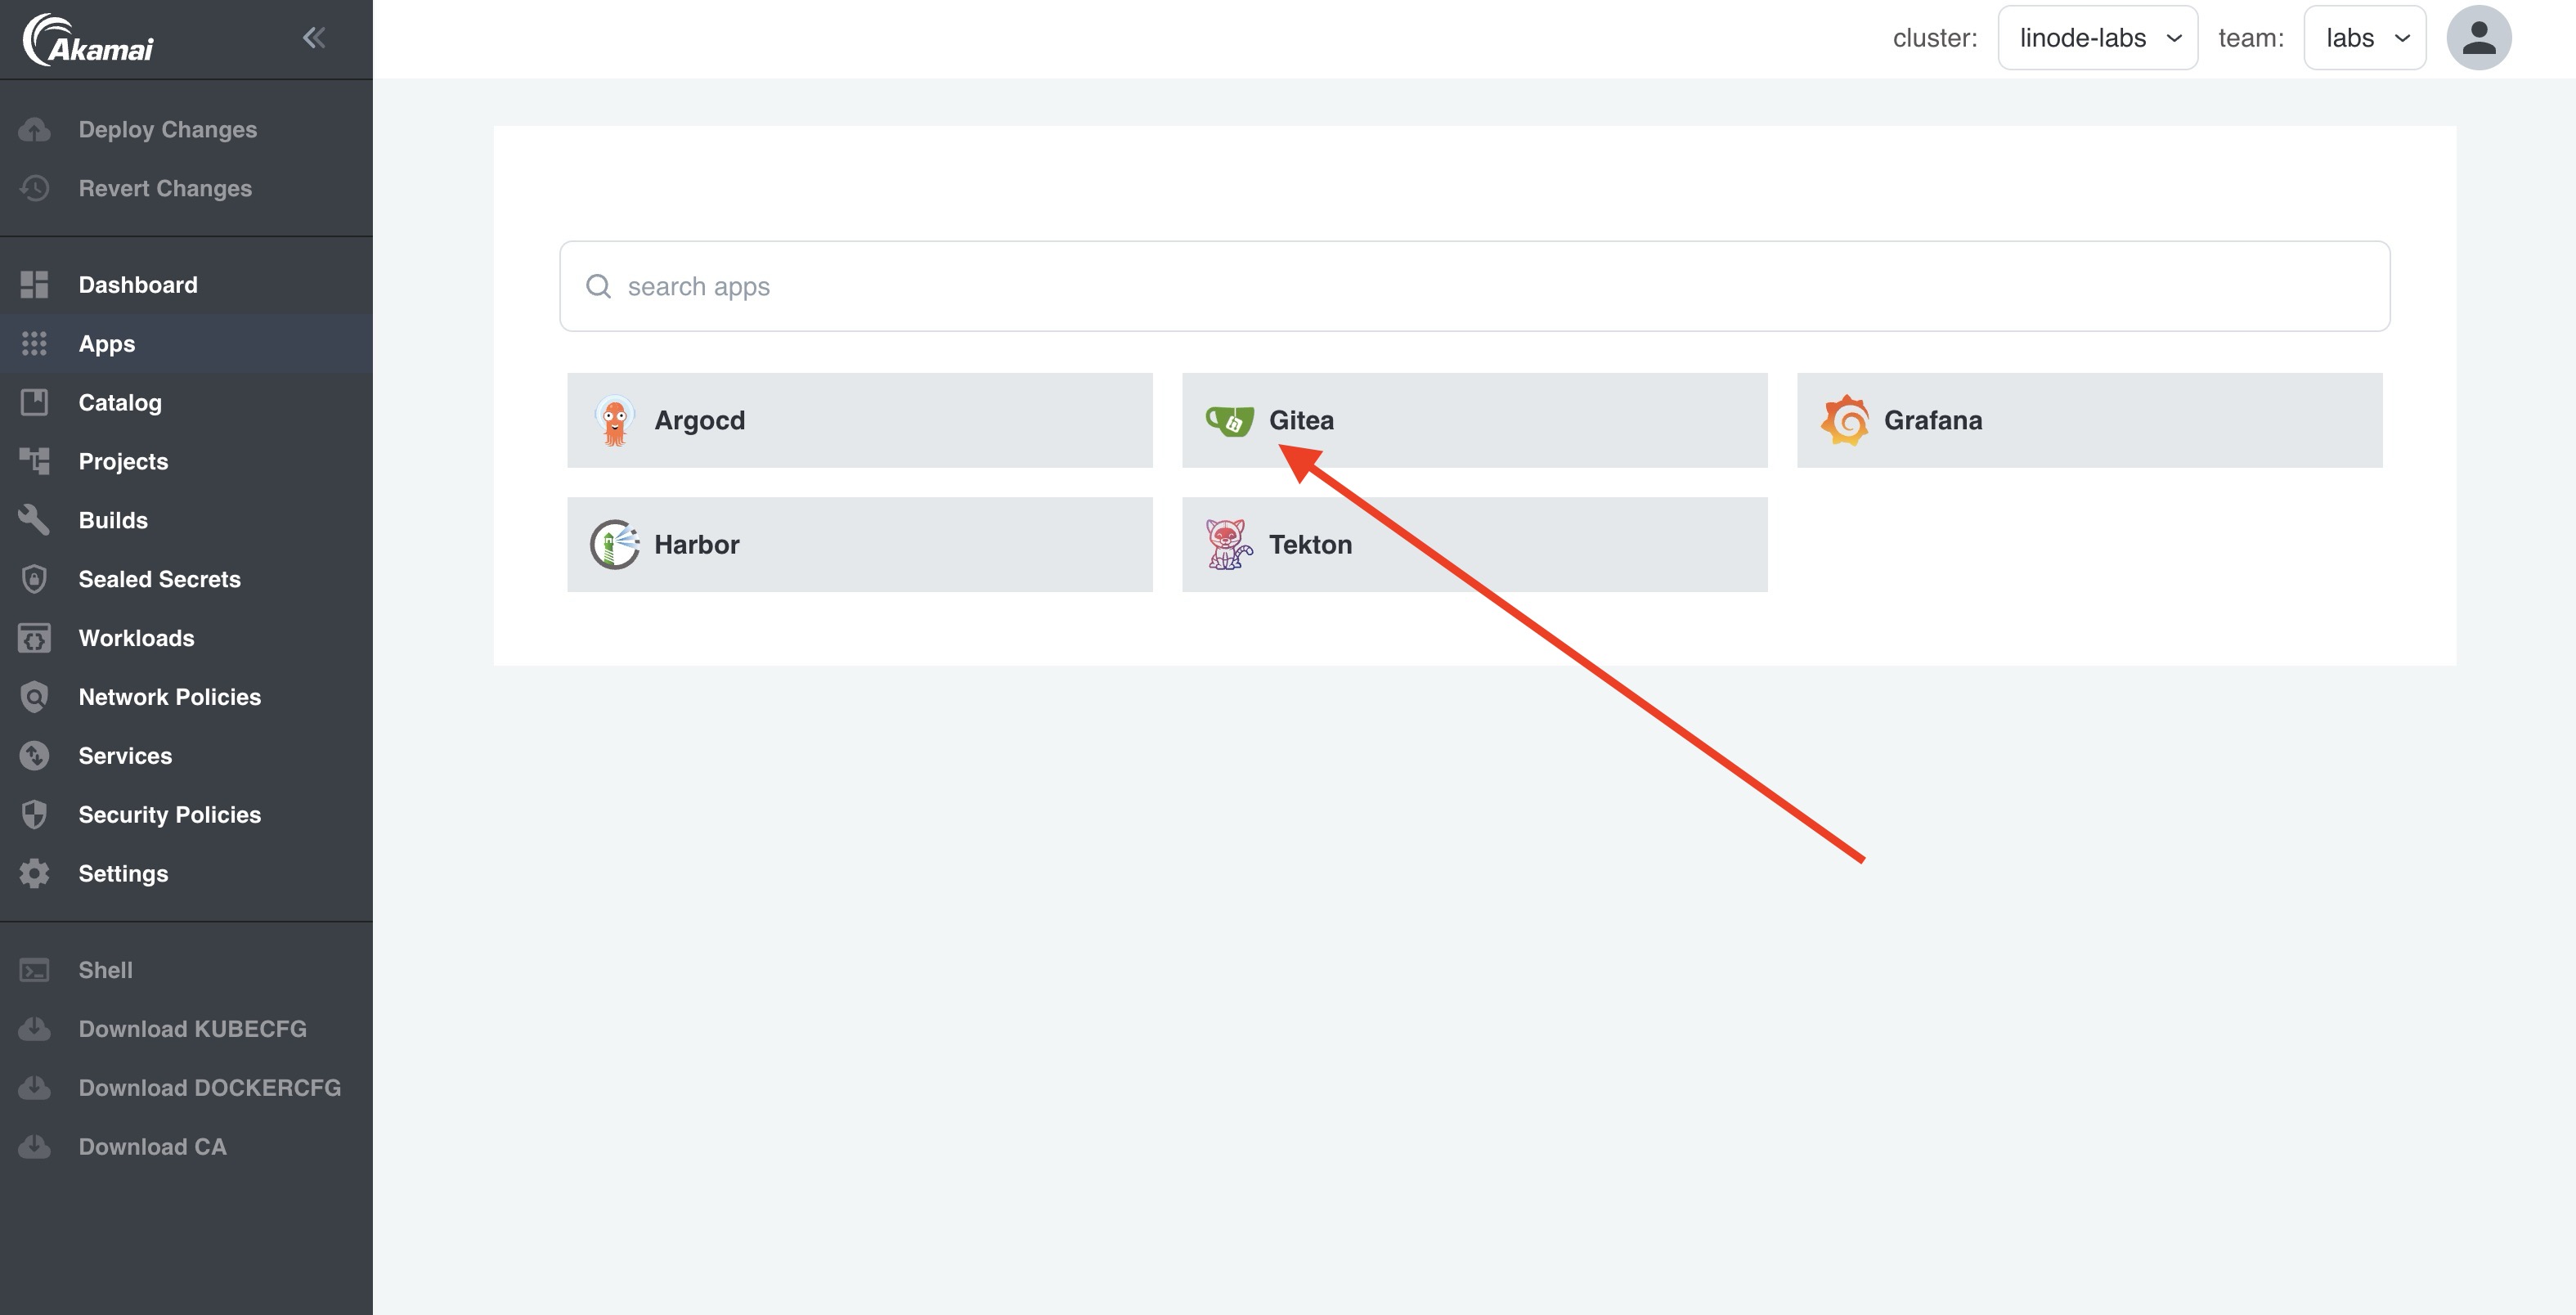 Akamai
cluster:
linode-labs
team:
labs
Deploy Changes
Revert Changes
Dashboard
Apps
Catalog
Projects
Builds
Sealed Secrets
Workloads
Network Policies
Services
Security Policies
Settings
Shell
Download KUBECFG
Download DOCKERCFG
Download CA
search apps
Argocd
Gitea
Grafana
Harbor
Tekton